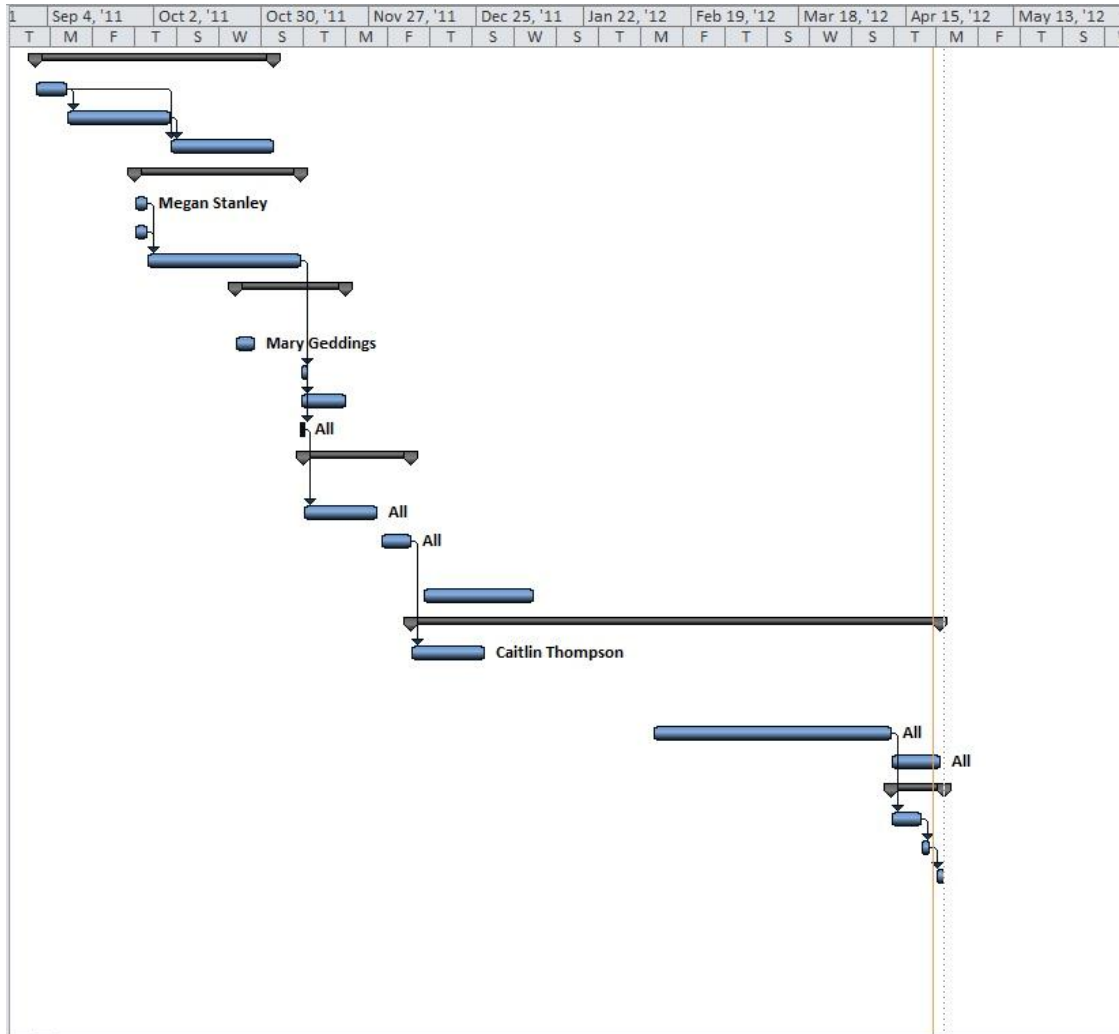 1 Sep 4, '11 Oct 2, '11 Oct 30, '11 Nov 27, '11 Dec 25, '11 Jan 22, '12 Feb 19, '12 Mar 18, '12 Apr 15, '12 May 13, '12
T M F T S W S T M F T S W S T M F T S W S T M F T S
Megan Stanley
Mary Geddings
All
All
All
Caitlin Thompson
All
All